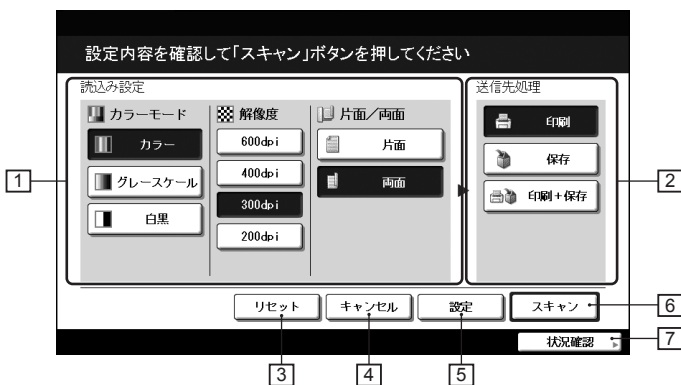 設定内容を確認して「スキャン」ボタンを押してください
読込み設定
カラーモード
カラー
グレースケール
白黒
解像度
600dpi
400dpi
300dpi
200dpi
片面／両面
片面
両面
送信先処理
印刷
保存
印刷+保存
リセット
キャンセル
設定
スキャン
状況確認
1
2
3
4
5
6
7